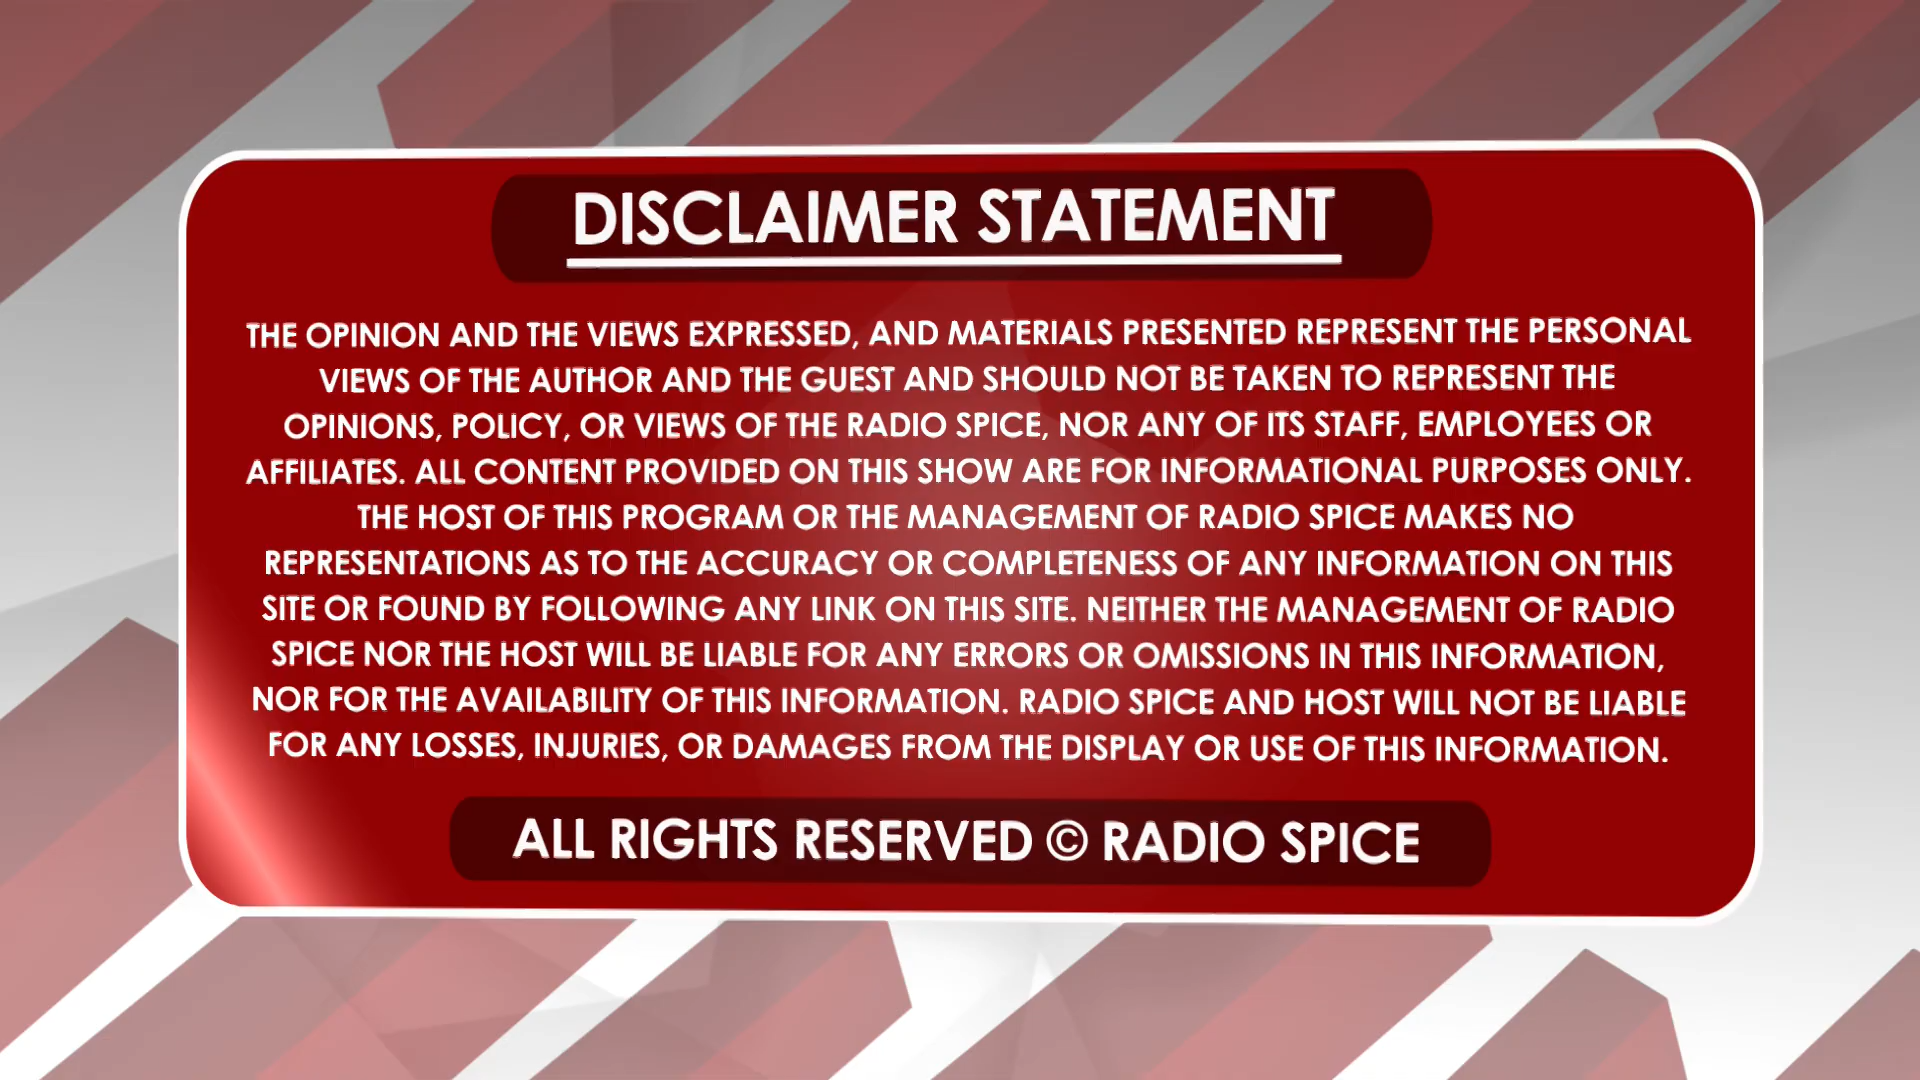 DISCLAIMER STATEMENT
THE OPINION AND THE VIEWS EXPRESSED, AND MATERIALS PRESENTED REPRESENT THE PERSONAL
VIEWS OF THE AUTHOR AND THE GUEST AND SHOULD NOT BE TAKEN TO REPRESENT THE
OPINIONS, POLICY, OR VIEWS OF THE RADIO SPICE, NOR ANY OF ITS STAFF, EMPLOYEES OR
AFFILIATES. ALL CONTENT PROVIDED ON THIS SHOW ARE FOR INFORMATIONAL PURPOSES ONLY.
THE HOST OF THIS PROGRAM OR THE MANAGEMENT OF RADIO SPICE MAKES NO
REPRESENTATIONS AS TO THE ACCURACY OR COMPLETENESS OF ANY INFORMATION ON THIS
SITE OR FOUND BY FOLLOWING ANY LINK ON THIS SITE. NEITHER THE MANAGEMENT OF RADIO
SPICE NOR THE HOST WILL BE LIABLE FOR ANY ERRORS OR OMISSIONS IN THIS INFORMATION,
NOR FOR THE AVAILABILITY OF THIS INFORMATION. RADIO SPICE AND HOST WILL NOT BE LIABLE
FOR ANY LOSSES, INJURIES, OR DAMAGES FROM THE DISPLAY OR USE OF THIS INFORMATION.
ALL RIGHTS RESERVED © RADIO SPICE